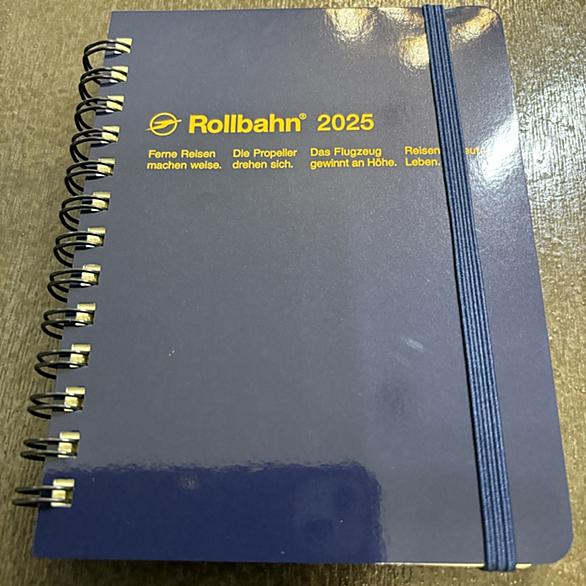 Rollbahn® 2025
Ferne Reisen
machen weise.
Die Propeller
drehen sich.
Das Flugzeug
gewinnt an Höhe.
Reisen
Leben.